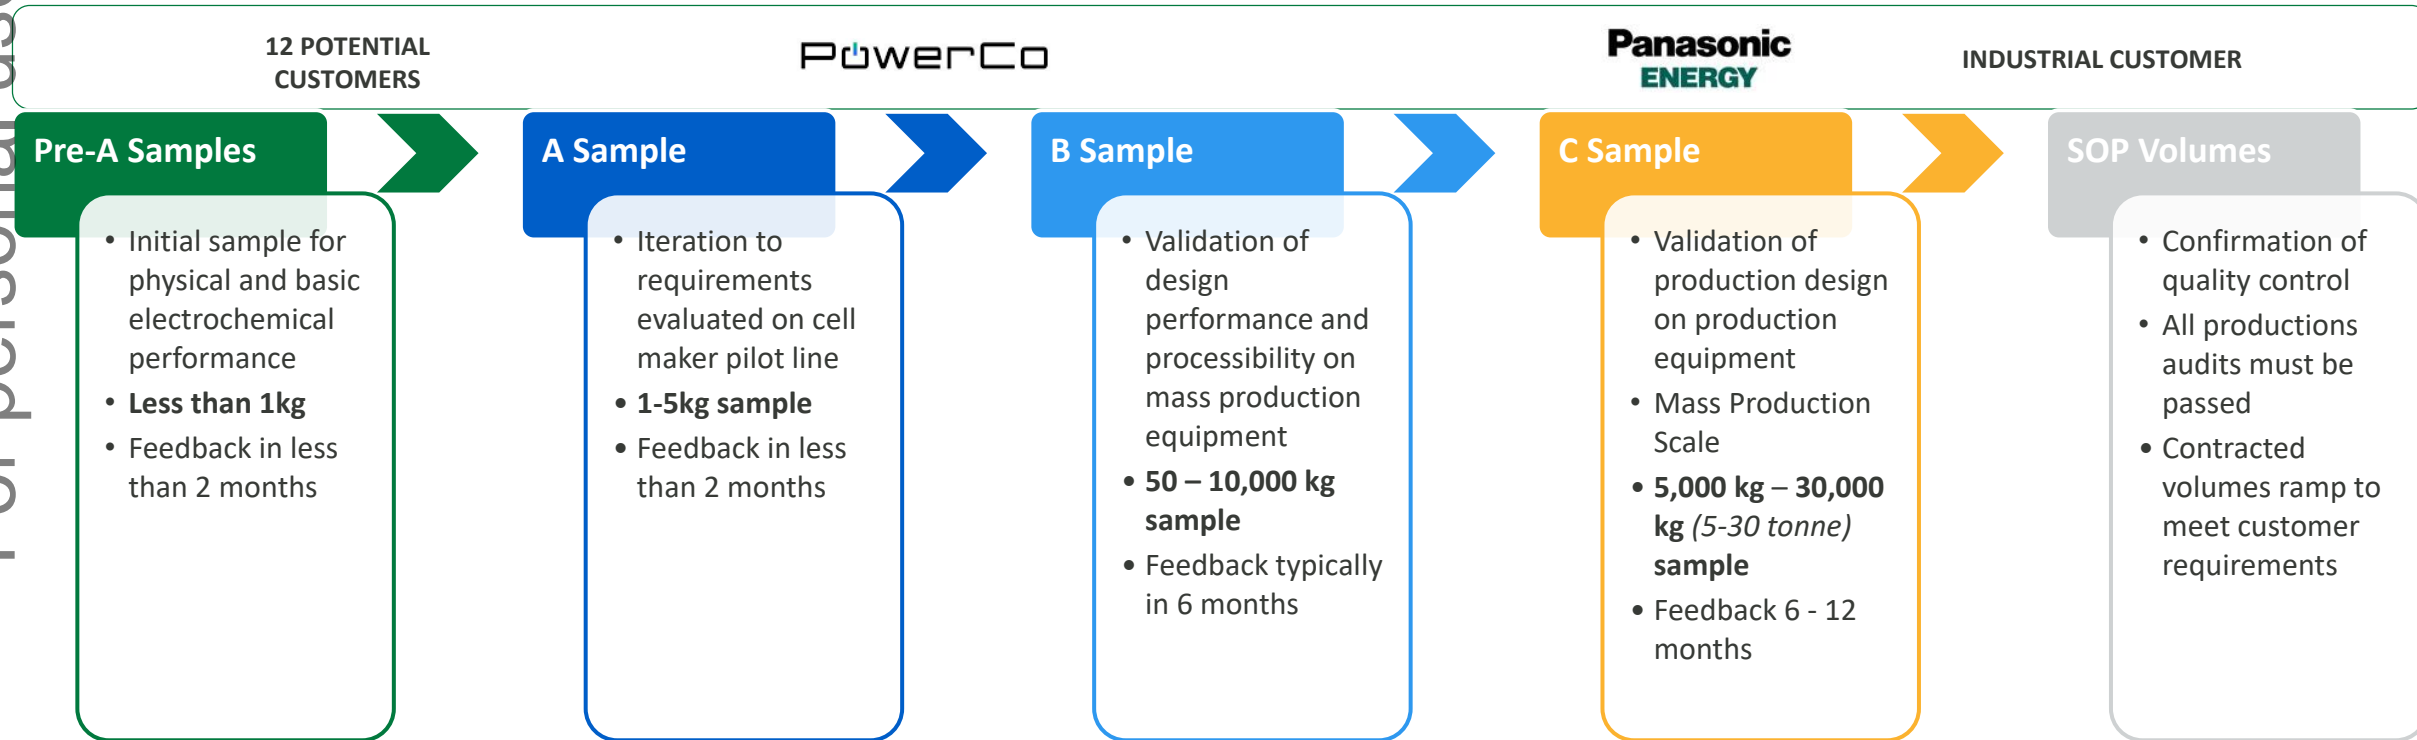 For personal use
12 POTENTIAL
CUSTOMERS
PowerCo
Panasonic
ENERGY
INDUSTRIAL CUSTOMER
Pre-A Samples
• Initial sample for
physical and basic
electrochemical
performance
• Less than 1kg
• Feedback in less
than 2 months
A Sample
• Iteration to
requirements
evaluated on cell
maker pilot line
• 1-5kg sample
• Feedback in less
than 2 months
B Sample
• Validation of
design
performance and
processibility on
mass production
equipment
• 50 – 10,000 kg
sample
• Feedback typically
in 6 months
C Sample
• Validation of
production design
on production
equipment
• Mass Production
Scale
• 5,000 kg – 30,000
kg (5-30 tonne)
sample
• Feedback 6 - 12
months
SOP Volumes
• Confirmation of
quality control
• All productions
audits must be
passed
• Contracted
volumes ramp to
meet customer
requirements